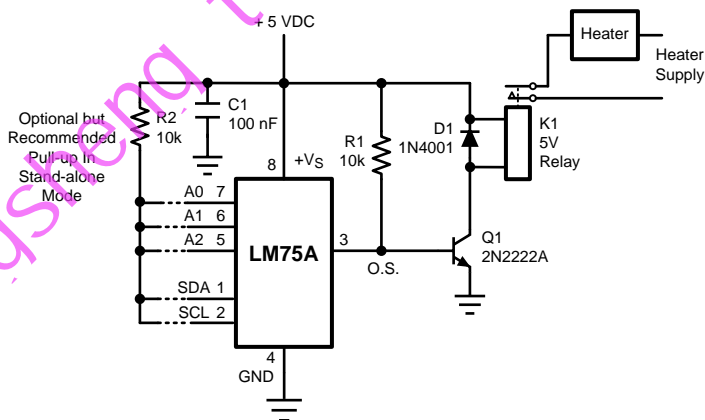 + 5 VDC
Heater
Heater
Supply
Optional but
Recommended
Pull-up In
Stand-alone
Mode
R2
10k
C1
100 nF
R1
10k
D1
1N4001
K1
5V
Relay
8
+VS
A0 7
A1 6
A2 5
SDA 1
SCL 2
LM75A
3
O.S.
Q1
2N2222A
4
GND